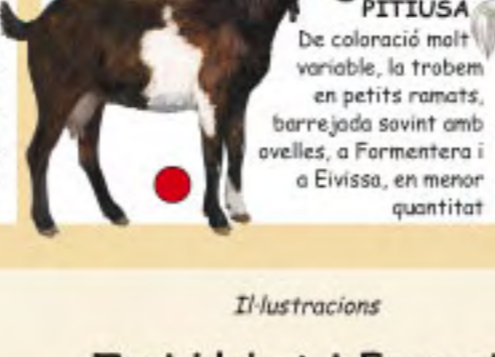 PITIUSA
De coloració molt
variable, la trobem
en petits ramats,
barrejada sovint amb
ovelles, a Formentera i
a Eivissa, en menor
quantitat
Il·lustracions